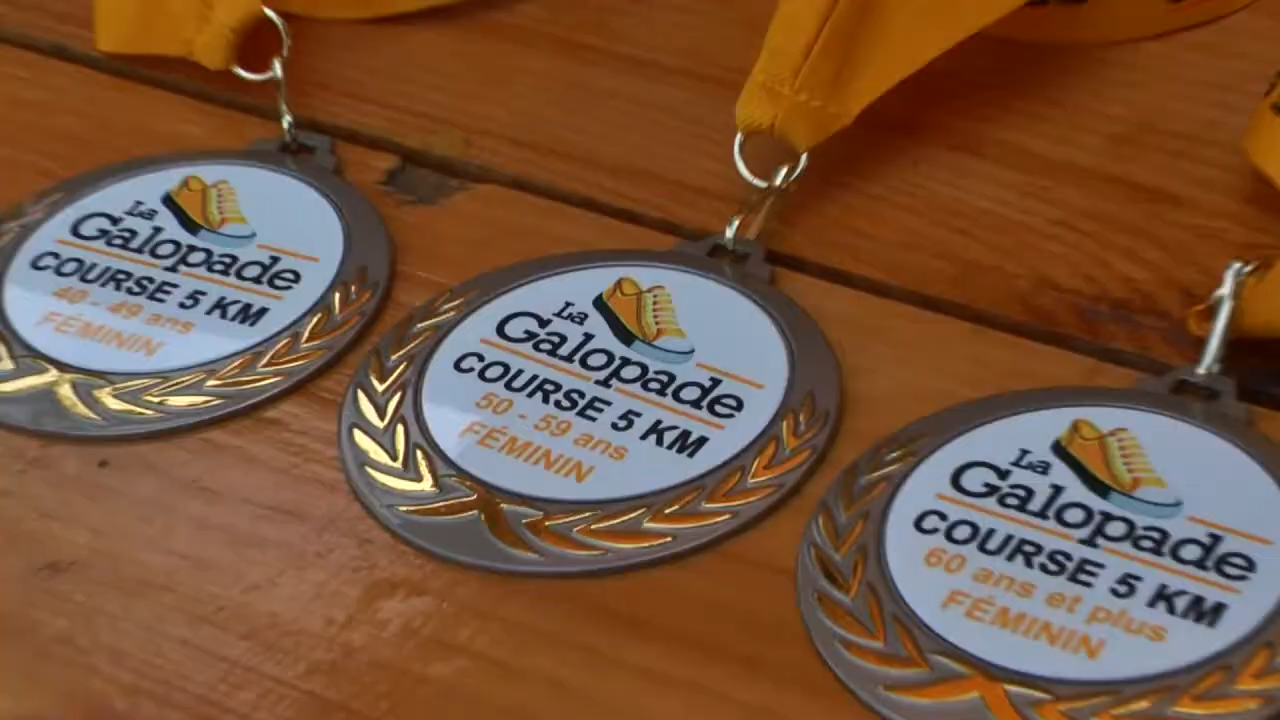 La
Galopade
COURSE 5 KM
40 - 49 ans
FÉMININ
La
Galopade
COURSE 5 KM
50 - 59 ans
FÉMININ
La
Galopade
COURSE 5 KM
60 ans et plus
FÉMININ